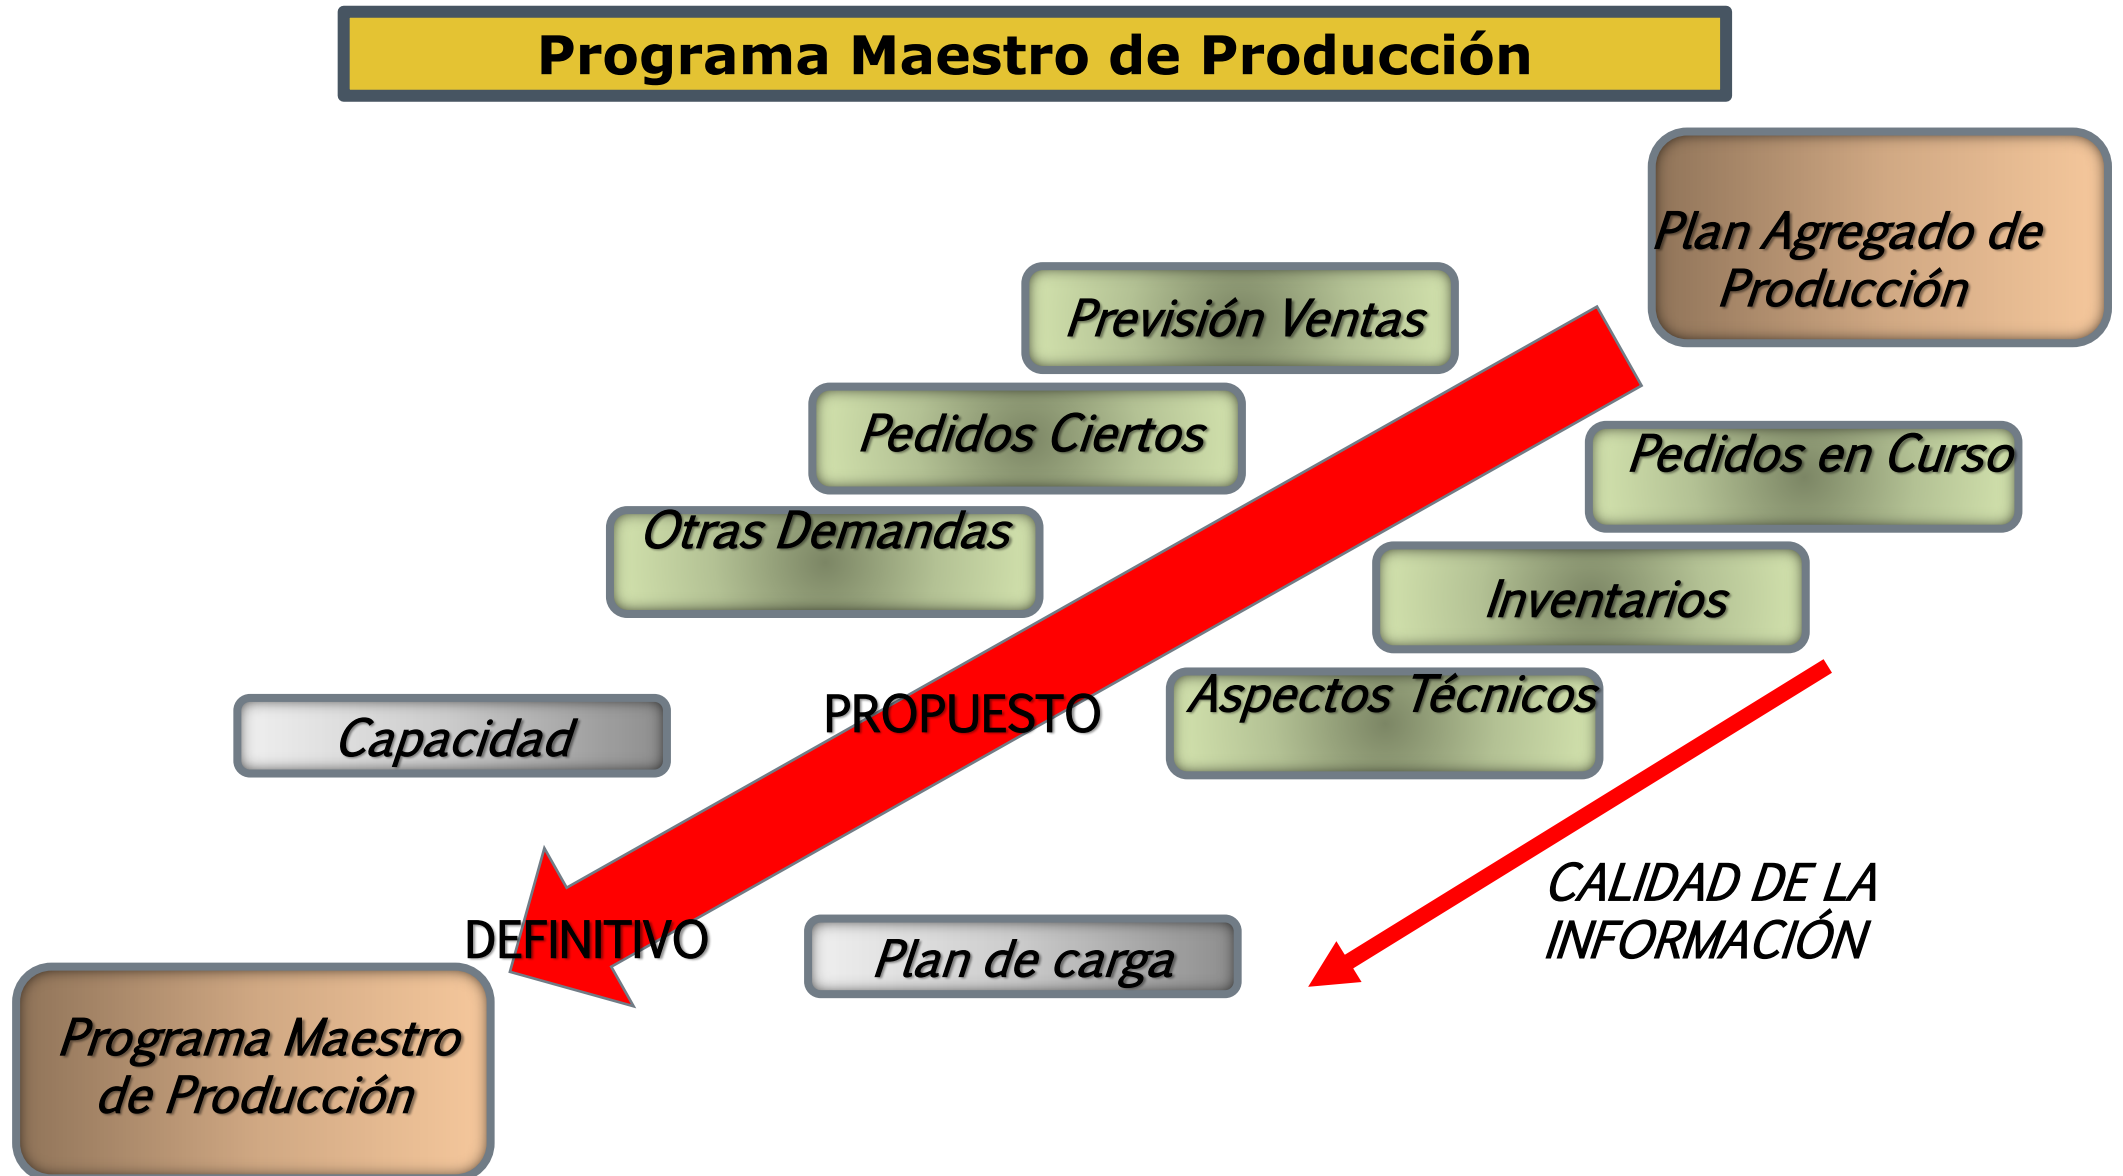 Programa Maestro de Producción
Plan Agregado de
Producción
Previsión Ventas
Pedidos Ciertos
Pedidos en Curso
Otras Demandas
Inventarios
Aspectos Técnicos
PROPUESTO
Capacidad
CALIDAD DE LA
INFORMACIÓN
DEFINITIVO
Plan de carga
Programa Maestro
de Producción